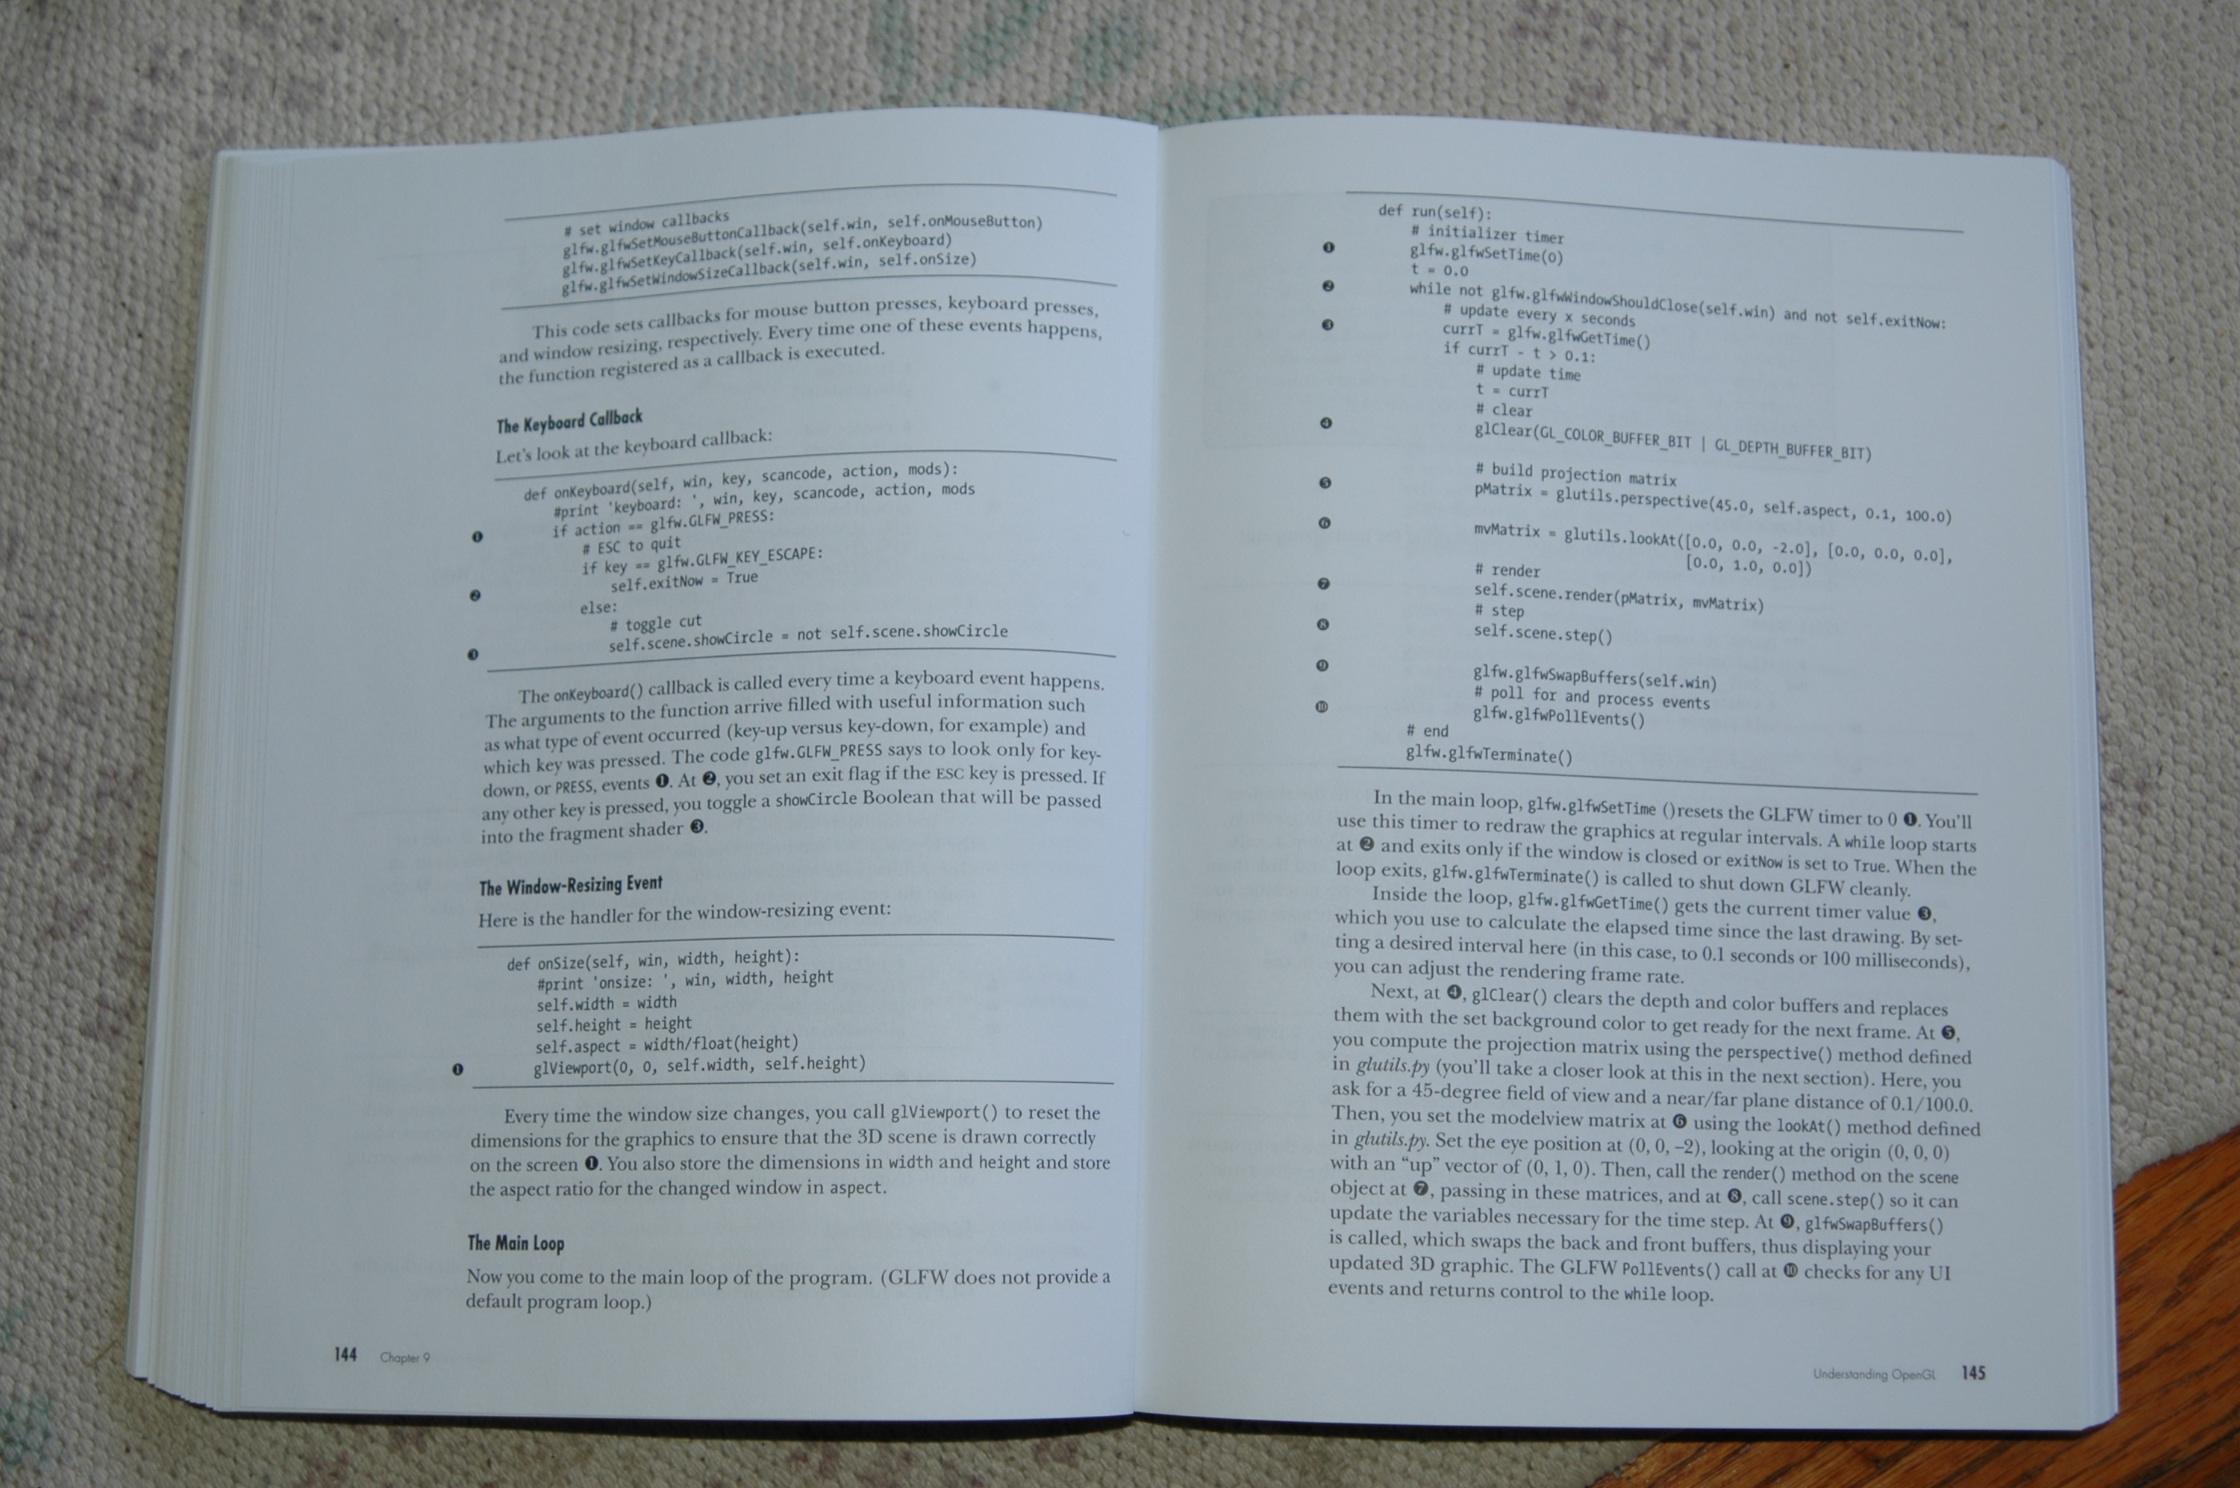 # set window callbacks
glfw.glfwSetMouseButtonCallback(self.win, self.onMouseButton)
glfw.glfwSetKeyCallback(self.win, self.onKeyboard)
glfw.glfwSetWindowSizeCallback(self.win, self.onSize)
This code sets callbacks for mouse button presses, keyboard presses,
and window resizing, respectively. Every time one of these events happens,
the function registered as a callback is executed.
The Keyboard Callback
Let's look at the keyboard callback:
def onKeyboard(self, win, key, scancode, action, mods):
#print 'keyboard: ', win, key, scancode, action, mods
❶ if action == glfw.GLFW_PRESS:
# ESC to quit
if key == glfw.GLFW_KEY_ESCAPE:
❷ self.exitNow = True
else:
# toggle cut
❸ self.scene.showCircle = not self.scene.showCircle
The onKeyboard() callback is called every time a keyboard event happens.
The arguments to the function arrive filled with useful information such
as what type of event occurred (key-up versus key-down, for example) and
which key was pressed. The code glfw.GLFW_PRESS says to look only for key-
down, or PRESS, events ❶. At ❷, you set an exit flag if the ESC key is pressed. If
any other key is pressed, you toggle a showCircle Boolean that will be passed
into the fragment shader ❸.
The Window-Resizing Event
Here is the handler for the window-resizing event:
def onSize(self, win, width, height):
#print 'onsize: ', win, width, height
self.width = width
self.height = height
self.aspect = width/float(height)
❶ glViewport(0, 0, self.width, self.height)
Every time the window size changes, you call glViewport() to reset the
dimensions for the graphics to ensure that the 3D scene is drawn correctly
on the screen ❶. You also store the dimensions in width and height and store
the aspect ratio for the changed window in aspect.
The Main Loop
Now you come to the main loop of the program. (GLFW does not provide a
default program loop.)
144 Chapter 9
def run(self):
# initializer timer
❶ glfw.glfwSetTime(0)
t = 0.0
❷ while not glfw.glfwWindowShouldClose(self.win) and not self.exitNow:
# update every x seconds
❸ currT = glfw.glfwGetTime()
if currT - t > 0.1:
# update time
t = currT
# clear
❹ glClear(GL_COLOR_BUFFER_BIT | GL_DEPTH_BUFFER_BIT)
# build projection matrix
❺ pMatrix = glutils.perspective(45.0, self.aspect, 0.1, 100.0)
❻ mvMatrix = glutils.lookAt([0.0, 0.0, -2.0], [0.0, 0.0, 0.0],
[0.0, 1.0, 0.0])
# render
❼ self.scene.render(pMatrix, mvMatrix)
# step
❽ self.scene.step()
❾ glfw.glfwSwapBuffers(self.win)
# poll for and process events
❿ glfw.glfwPollEvents()
# end
glfw.glfwTerminate()
In the main loop, glfw.glfwSetTime ()resets the GLFW timer to 0 ❶. You'll
use this timer to redraw the graphics at regular intervals. A while loop starts
at ❷ and exits only if the window is closed or exitNow is set to True. When the
loop exits, glfw.glfwTerminate() is called to shut down GLFW cleanly.
Inside the loop, glfw.glfwGetTime() gets the current timer value ❸,
which you use to calculate the elapsed time since the last drawing. By set-
ting a desired interval here (in this case, to 0.1 seconds or 100 milliseconds),
you can adjust the rendering frame rate.
Next, at ❹, glClear() clears the depth and color buffers and replaces
them with the set background color to get ready for the next frame. At ❺,
you compute the projection matrix using the perspective() method defined
in glutils.py (you'll take a closer look at this in the next section). Here, you
ask for a 45-degree field of view and a near/far plane distance of 0.1/100.0.
Then, you set the modelview matrix at ❻ using the lookAt() method defined
in glutils.py. Set the eye position at (0, 0, −2), looking at the origin (0, 0, 0)
with an “up” vector of (0, 1, 0). Then, call the render() method on the scene
object at ❼, passing in these matrices, and at ❽, call scene.step() so it can
update the variables necessary for the time step. At ❾, glfwSwapBuffers()
is called, which swaps the back and front buffers, thus displaying your
updated 3D graphic. The GLFW PollEvents() call at ❿ checks for any UI
events and returns control to the while loop.
Understanding OpenGL 145